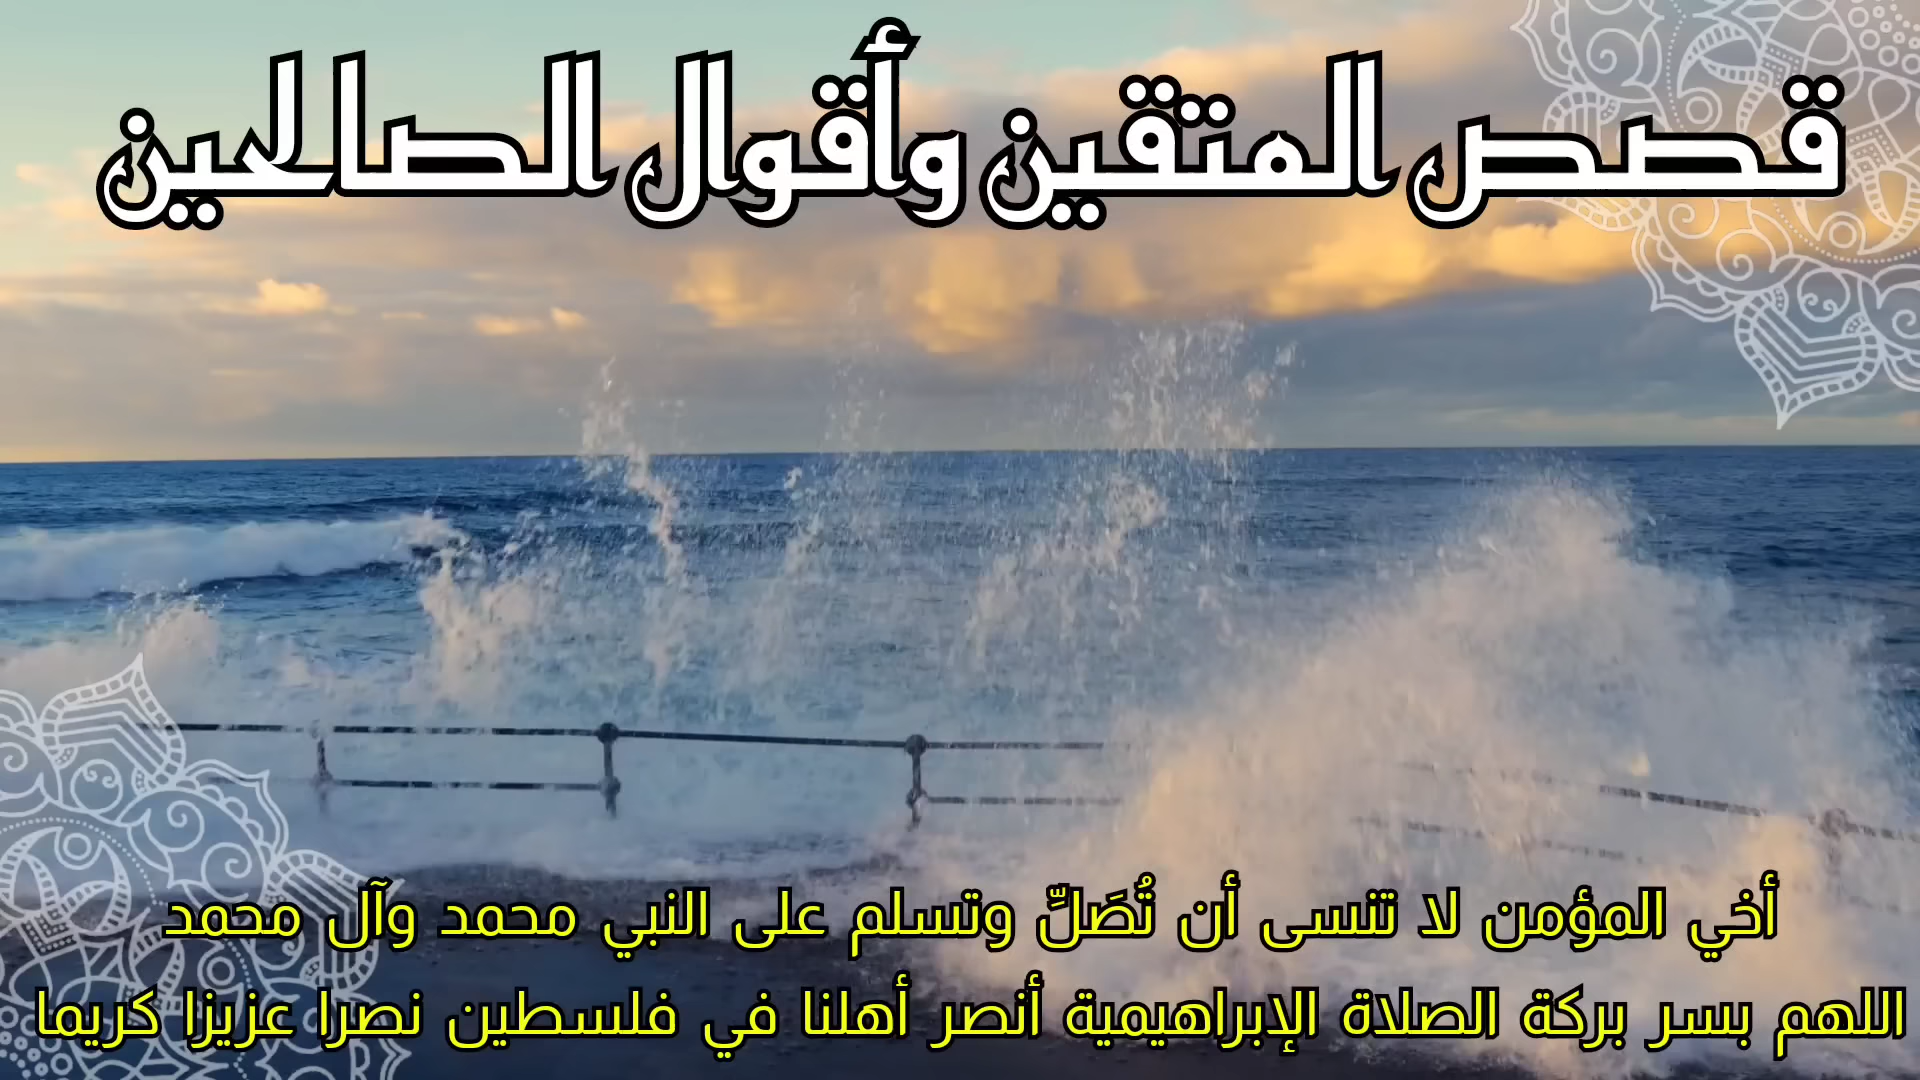 قصص المتقين وأقوال الصالحين
أخي المؤمن لا تنسى أن تُصَلِّ وتسلم على النبي محمد وآل محمد
اللهم بسر بركة الصلاة الإبراهيمية أنصر أهلنا في فلسطين نصرا عزيزا كريما